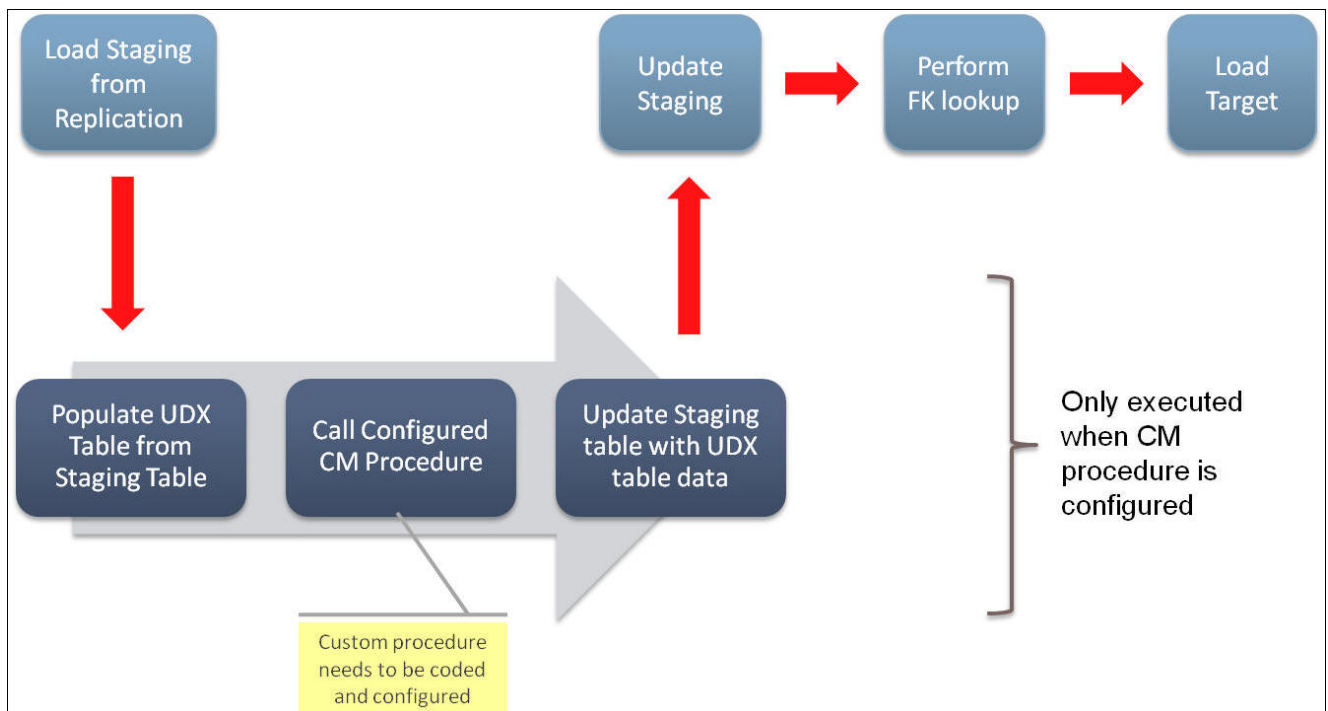 Load Staging
from
Replication
Update
Staging
Perform
FK lookup
Load
Target
Populate UDX
Table from
Staging Table
Call Configured
CM Procedure
Update Staging
table with UDX
table data
Only executed
when CM
procedure is
configured
Custom procedure
needs to be coded
and configured